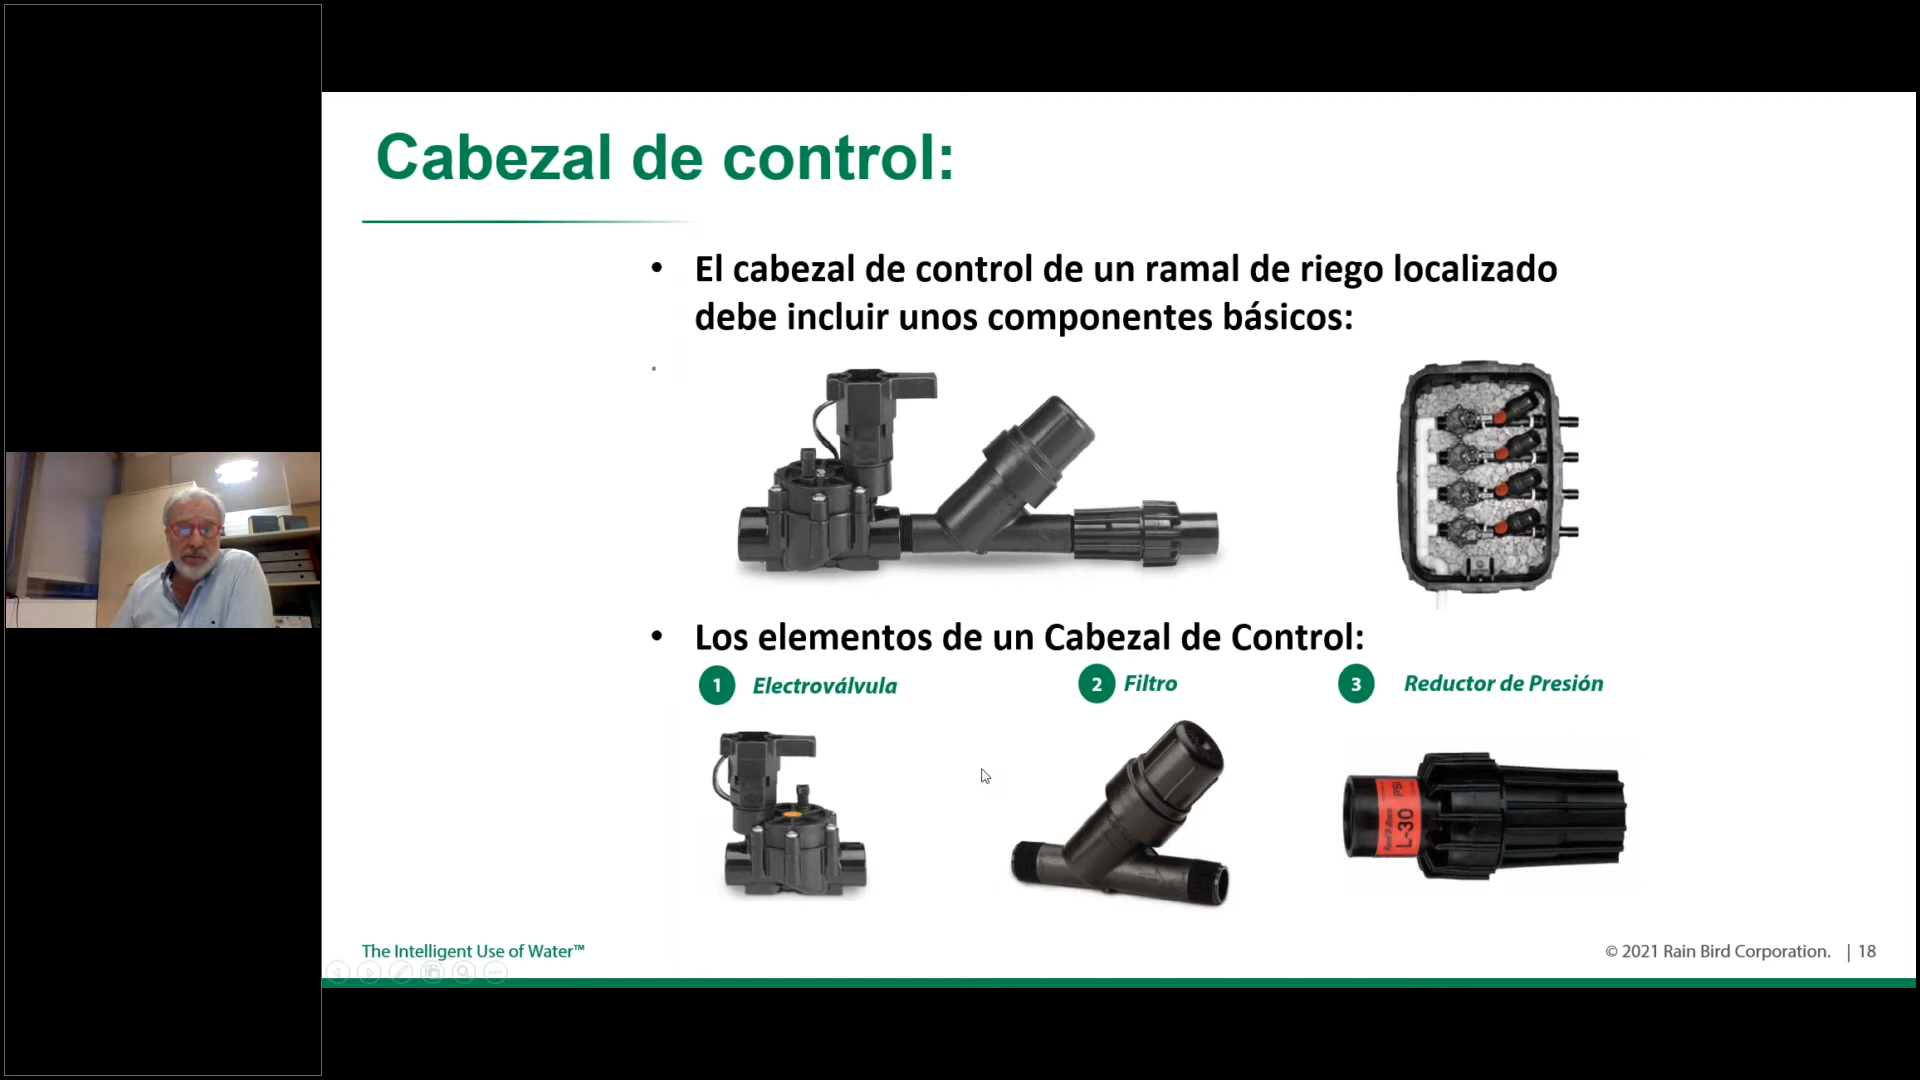 Cabezal de control:
• El cabezal de control de un ramal de riego localizado
debe incluir unos componentes básicos:
• Los elementos de un Cabezal de Control:
1 Electroválvula
2 Filtro
3 Reductor de Presión
L-30
PSI
The Intelligent Use of Water™
© 2021 Rain Bird Corporation. | 18